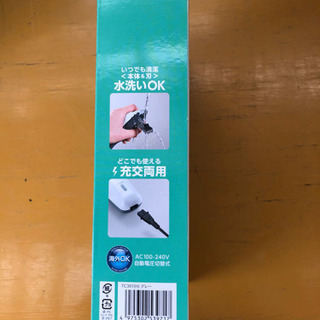 いつでも清潔
<本体&刃>
水洗いOK
どこでも使える
充交両用
海外OK
AC100-240V
自動電圧切替式